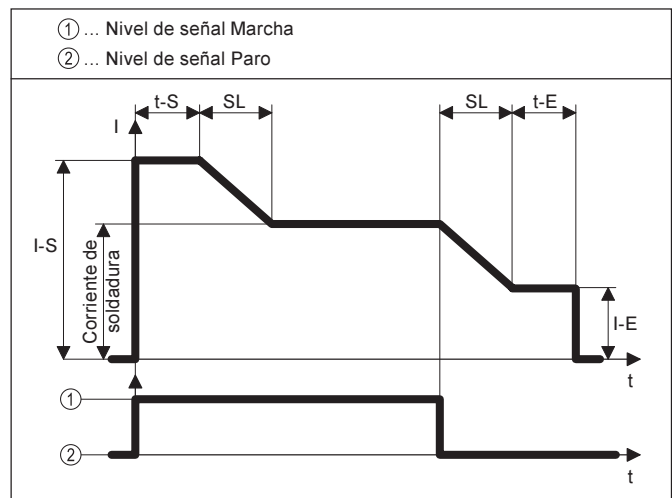 ① ... Nivel de señal Marcha
② ... Nivel de señal Paro
t-S SL SL t-E
I
I-S
Corriente de
soldadura
I-E
t
①
②
t